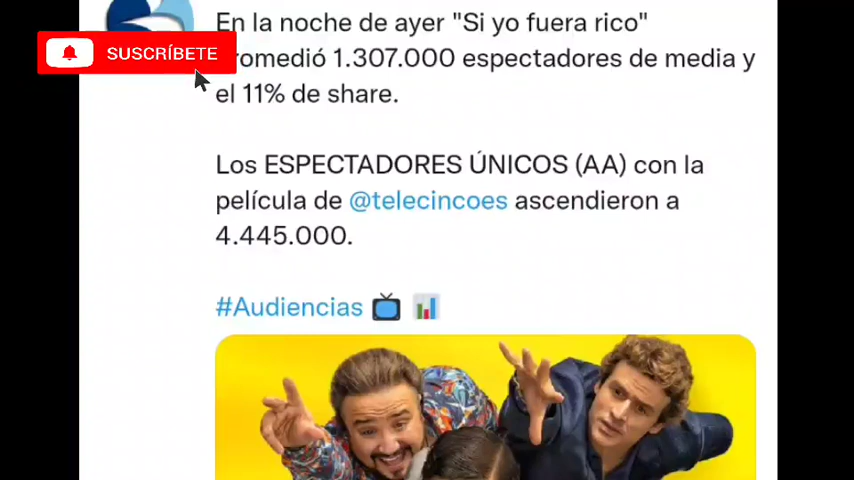 En la noche de ayer "Si yo fuera rico"
SUSCRÍBETE
romedió 1.307.000 espectadores de media y
el 11% de share.
Los ESPECTADORES ÚNICOS (AA) con la
película de @telecincoes ascendieron a
4.445.000.
#Audiencias